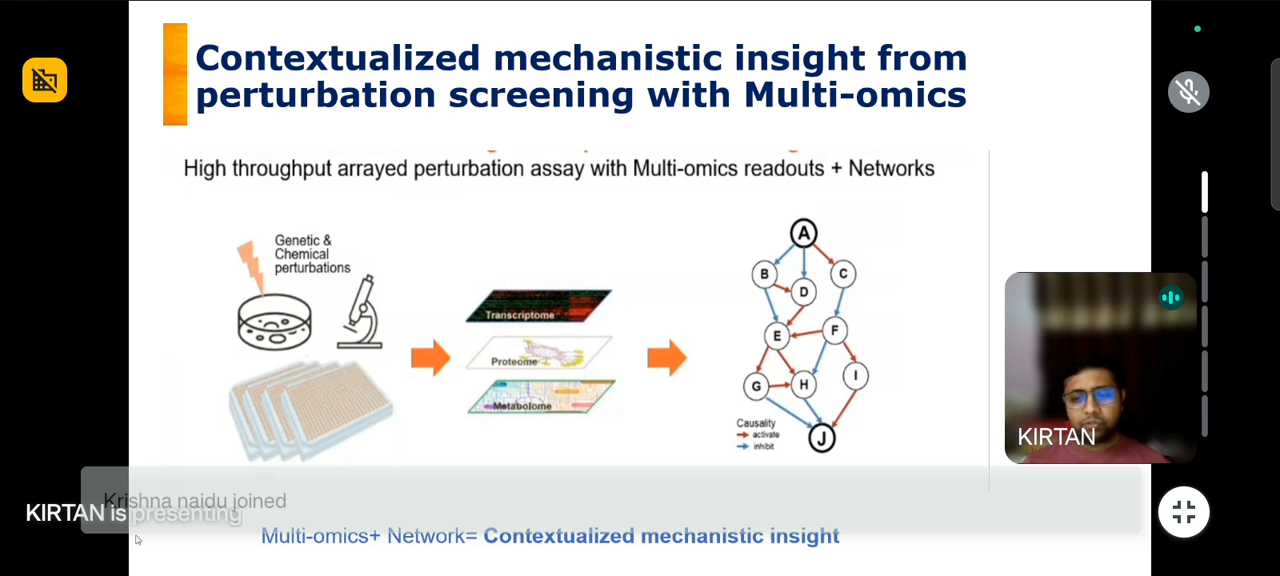 Contextualized mechanistic insight from
perturbation screening with Multi-omics
High throughput arrayed perturbation assay with Multi-omics readouts + Networks
Genetic &
Chemical
perturbations
Transcriptome
Proteome
Metabolome
A
B
D
C
E
F
G
H
I
J
Causality
activate
inhibit
KIRTAN
Krishna naidu joined
KIRTAN is presenting
Multi-omics+ Network= Contextualized mechanistic insight